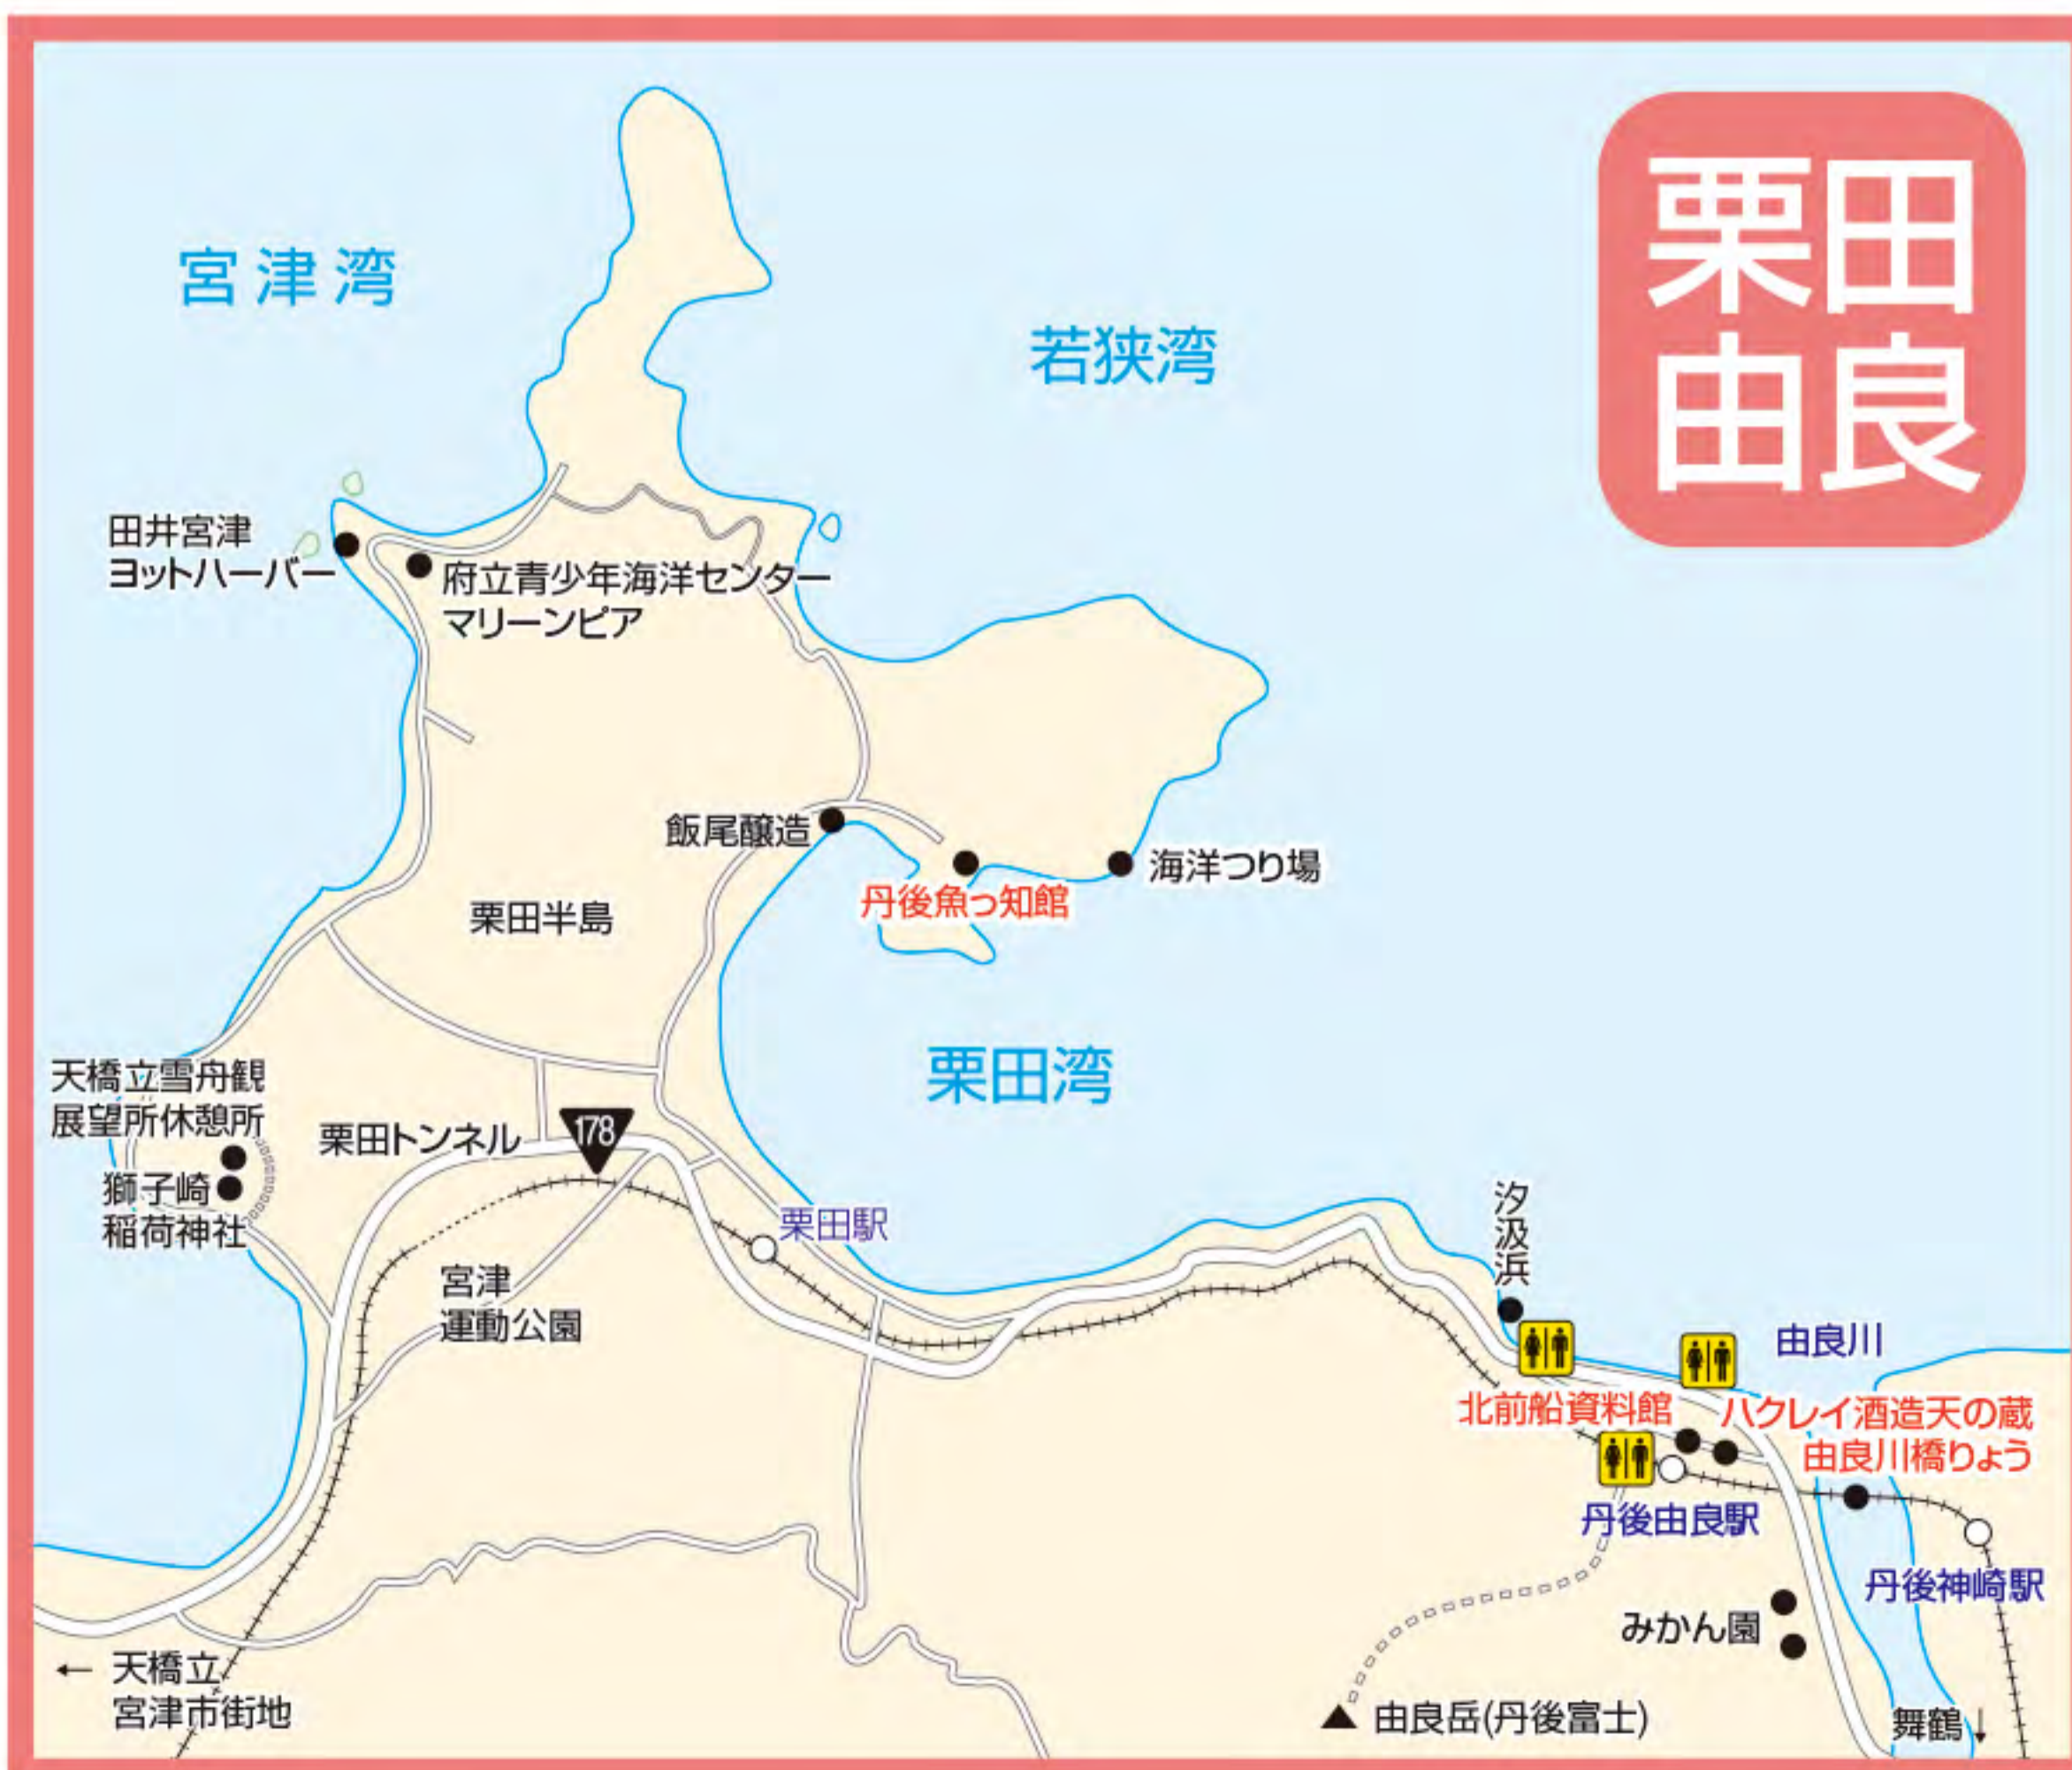 栗田
由良
宮津湾
若狭湾
田井宮津
ヨットハーバー
府立青少年海洋センター
マリーンピア
飯尾醸造
丹後魚っ知館
海洋つり場
栗田半島
栗田湾
天橋立雪舟観
展望所休憩所
獅子崎
稲荷神社
栗田トンネル
178
栗田駅
宮津
運動公園
汐汲浜
由良川
北前船資料館
ハクレイ酒造天の蔵
由良川橋りょう
丹後由良駅
丹後神崎駅
みかん園
← 天橋立
宮津市街地
由良岳(丹後富士)
舞鶴↓